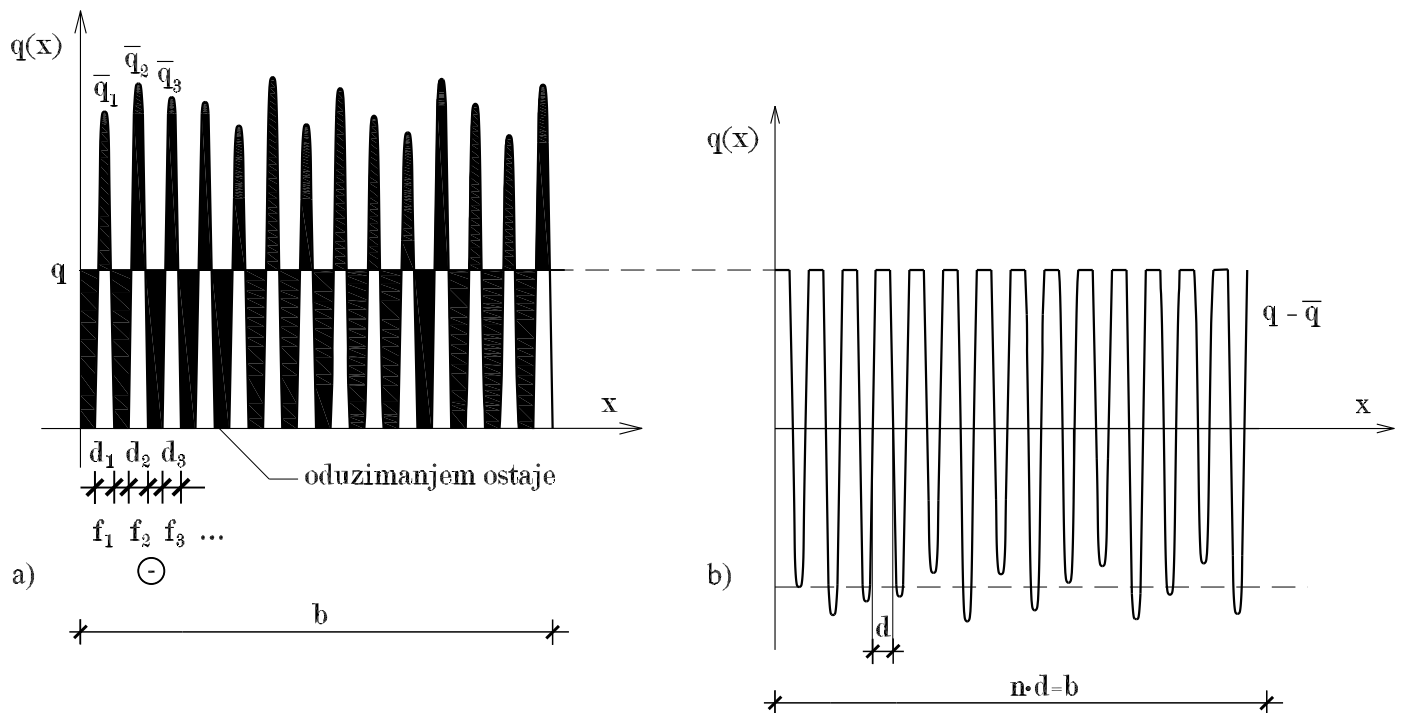 q(x)
q̅₁
q̅₂
q̅₃
q
x
d₁ d₂ d₃
oduzimanjem ostaje
f₁ f₂ f₃ ...
-
a)
b
q(x)
q - q̅
x
b)
d
n·d=b